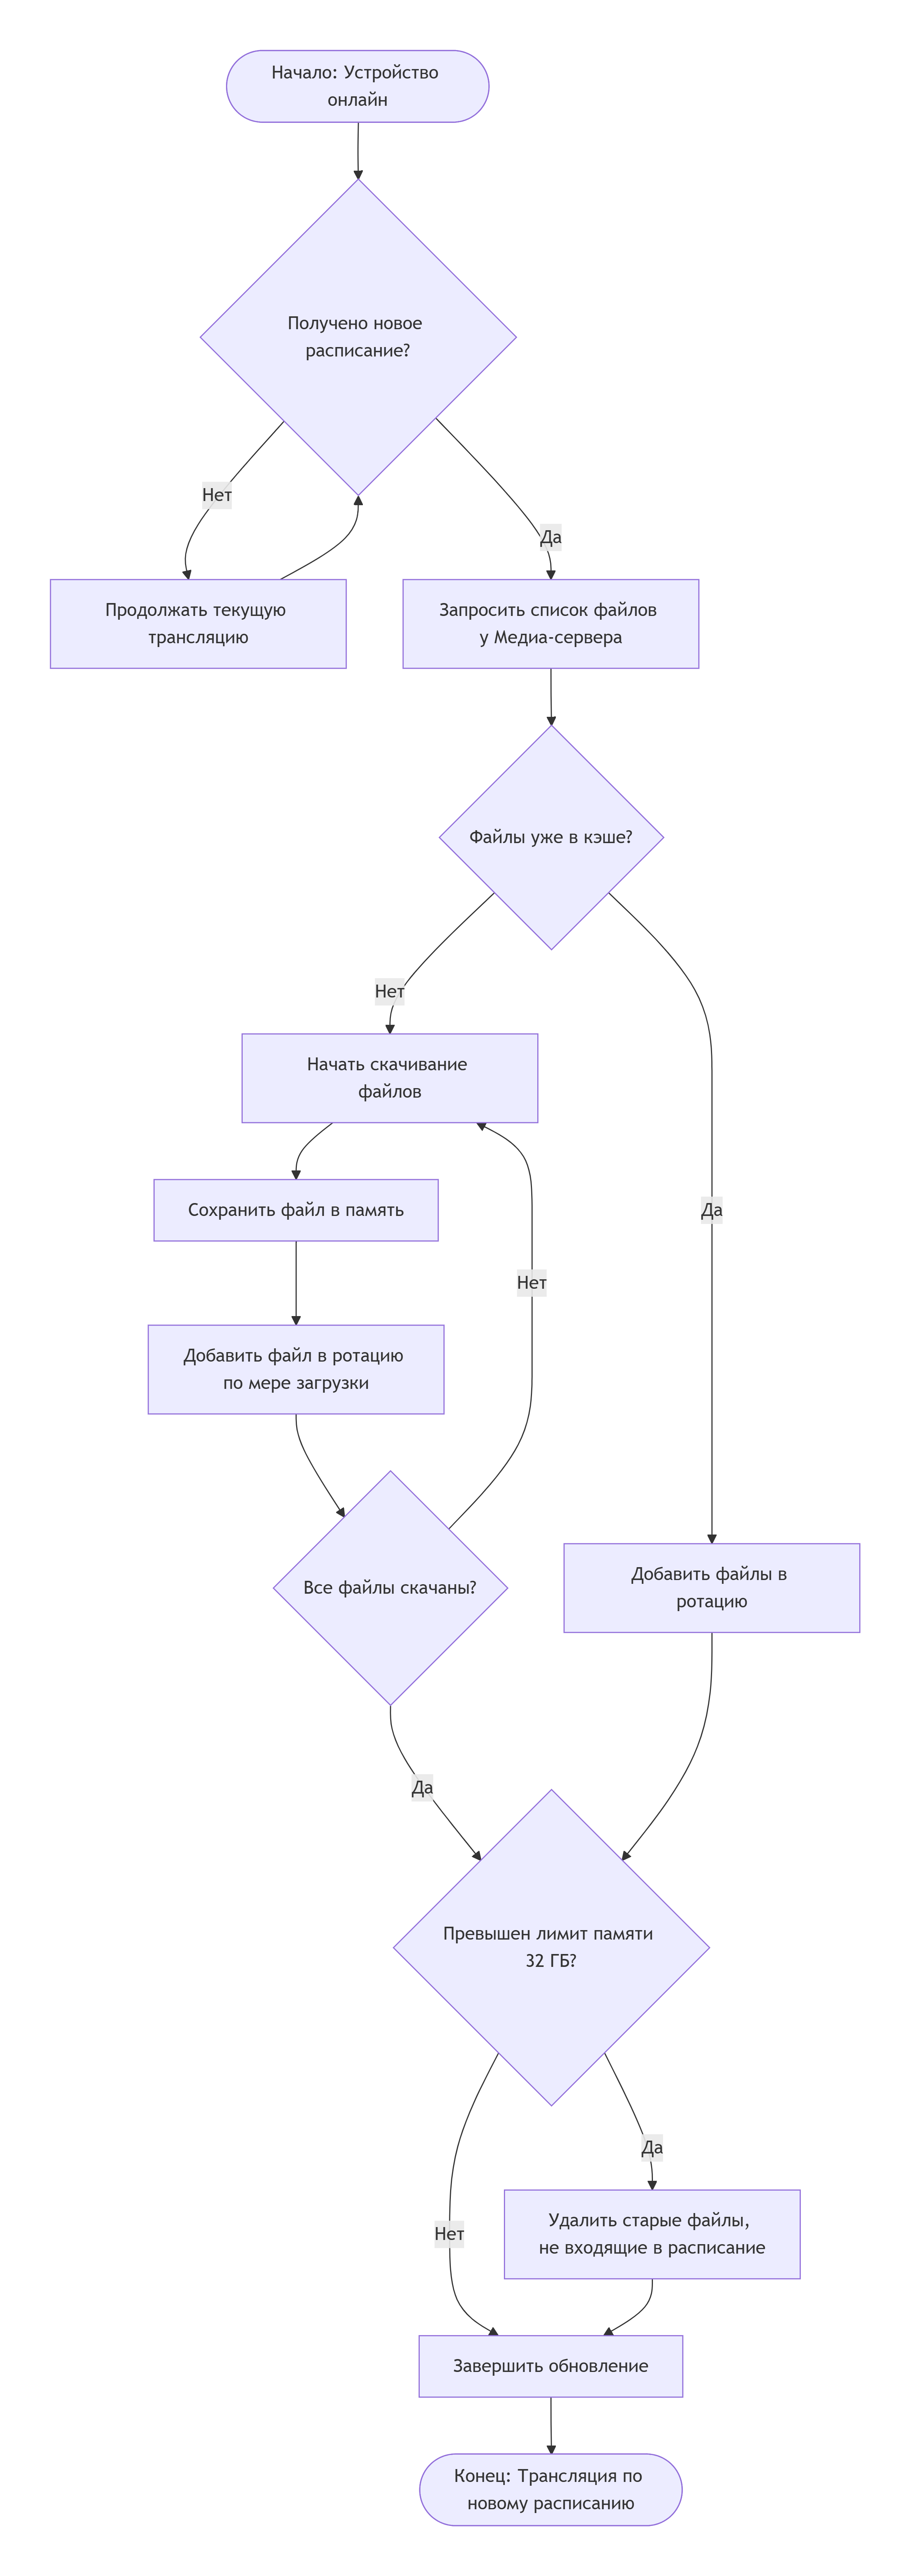 Начало: Устройство
онлайн
Получено новое
расписание?
Нет
Да
Продолжать текущую
трансляцию
Запросить список файлов
у Медиа-сервера
Файлы уже в кэше?
Нет
Начать скачивание
файлов
Сохранить файл в память
Да
Нет
Добавить файл в ротацию
по мере загрузки
Все файлы скачаны?
Добавить файлы в
ротацию
Да
Превышен лимит памяти
32 ГБ?
Да
Нет
Удалить старые файлы,
не входящие в расписание
Завершить обновление
Конец: Трансляция по
новому расписанию